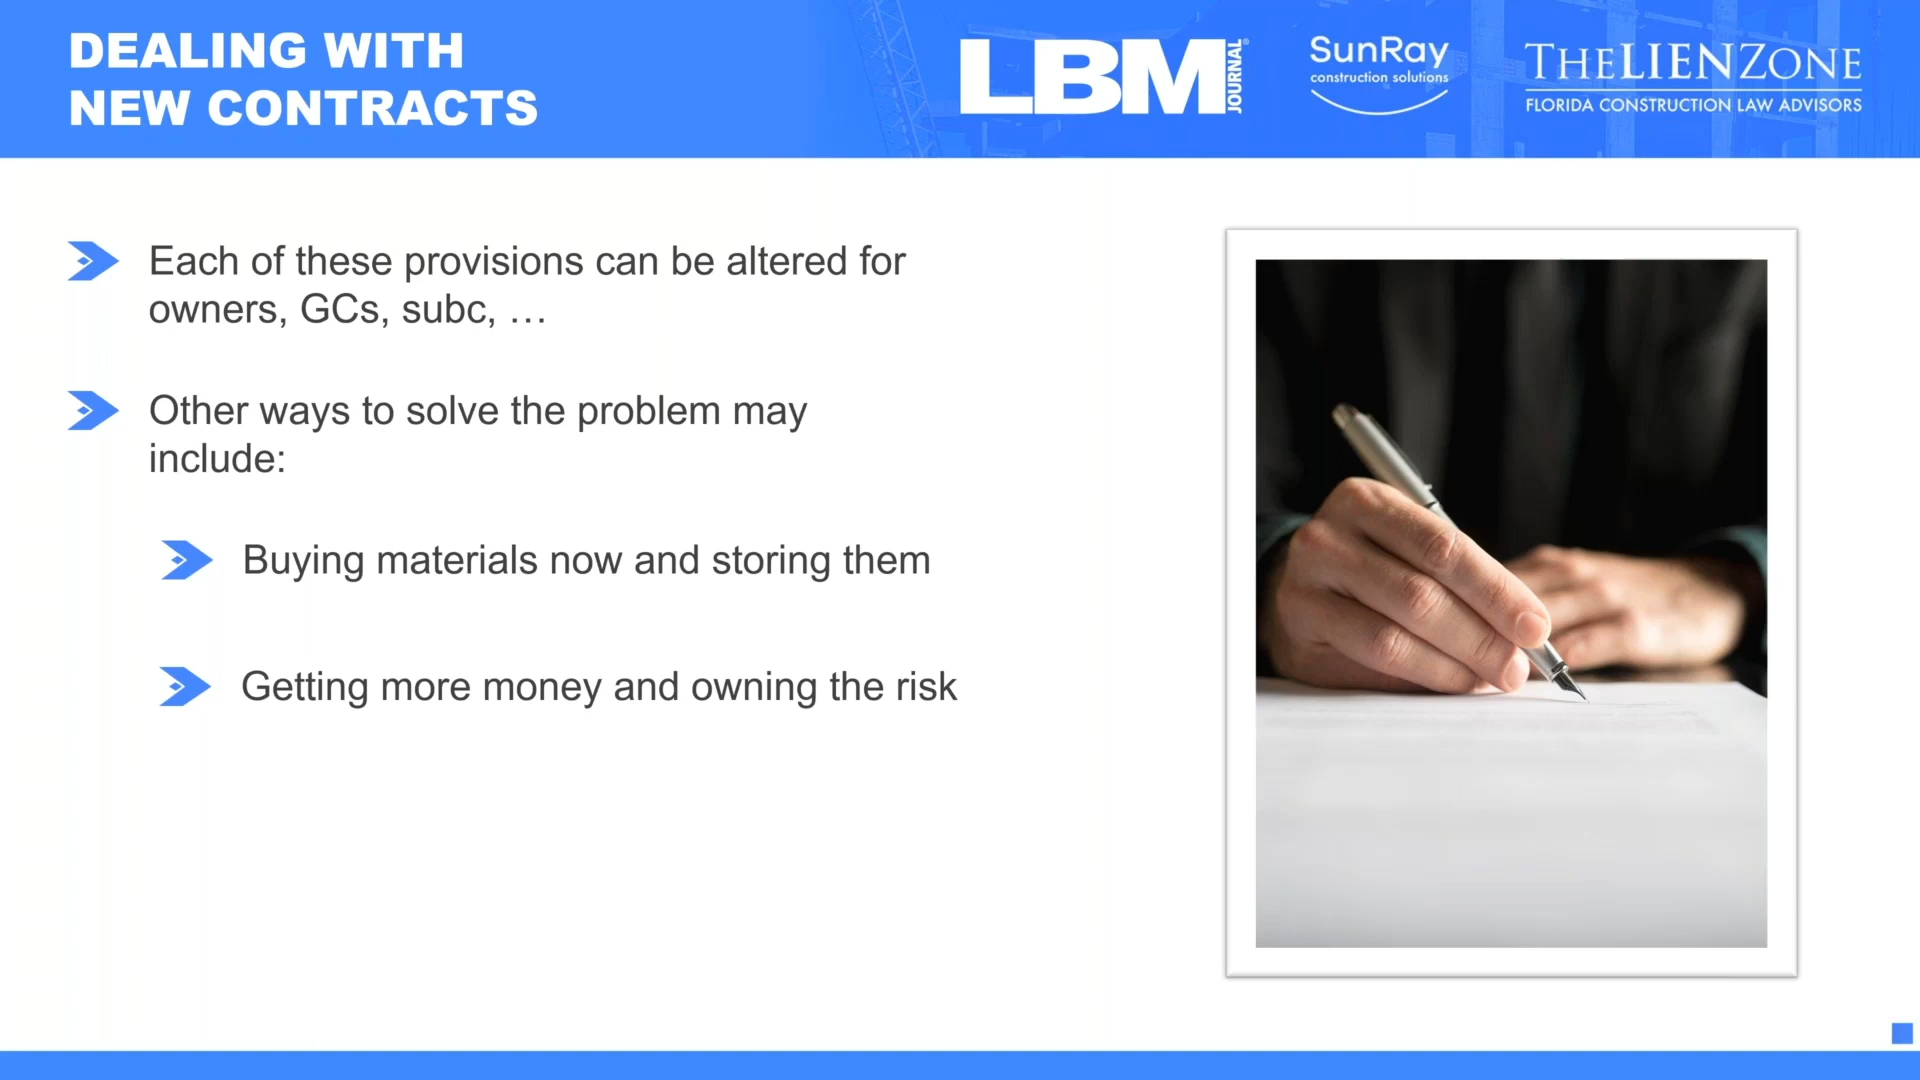 DEALING WITH
NEW CONTRACTS
LBM
JOURNAL
SunRay
construction solutions
THELIENZONE
FLORIDA CONSTRUCTION LAW ADVISORS
Each of these provisions can be altered for
owners, GCs, subc, …
Other ways to solve the problem may
include:
Buying materials now and storing them
Getting more money and owning the risk